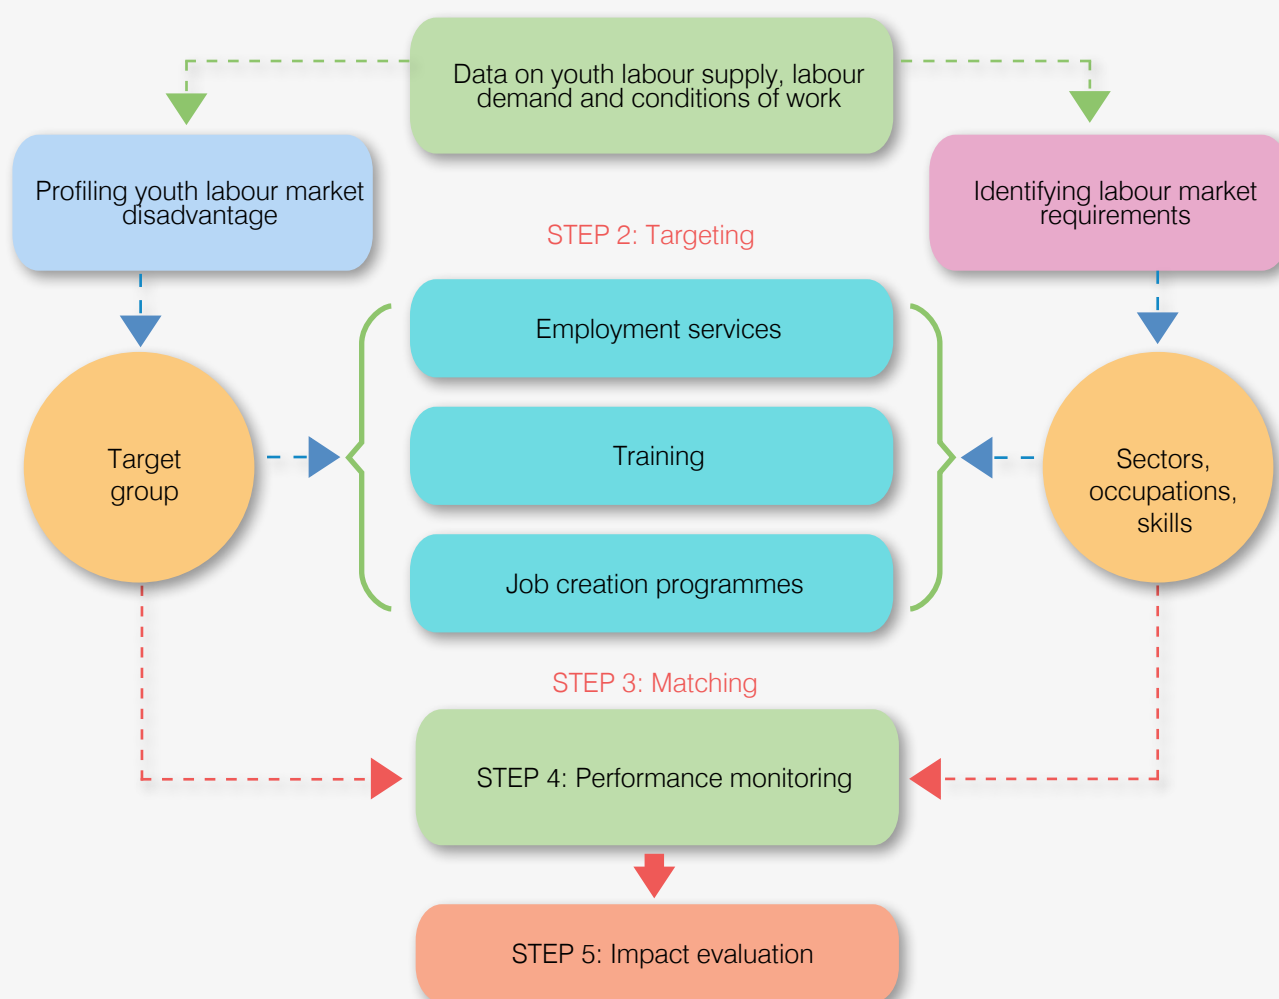 Data on youth labour supply, labour
demand and conditions of work
Profiling youth labour market
disadvantage
Identifying labour market
requirements
STEP 2: Targeting
Employment services
Training
Job creation programmes
Target
group
Sectors,
occupations,
skills
STEP 3: Matching
STEP 4: Performance monitoring
STEP 5: Impact evaluation